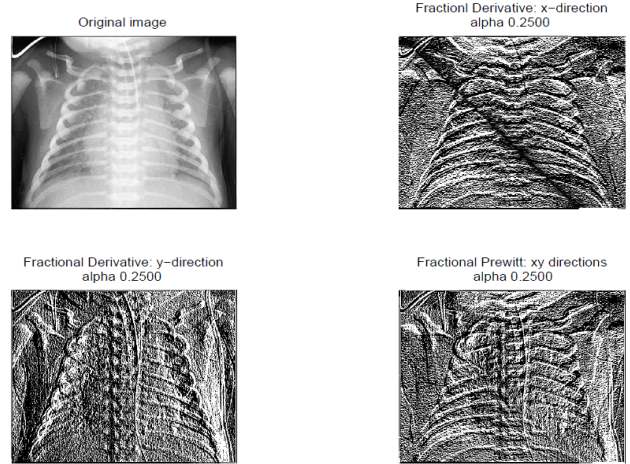 Original image
Fractionl Derivative: x−direction
alpha 0.2500
Fractional Derivative: y−direction
alpha 0.2500
Fractional Prewitt: xy directions
alpha 0.2500